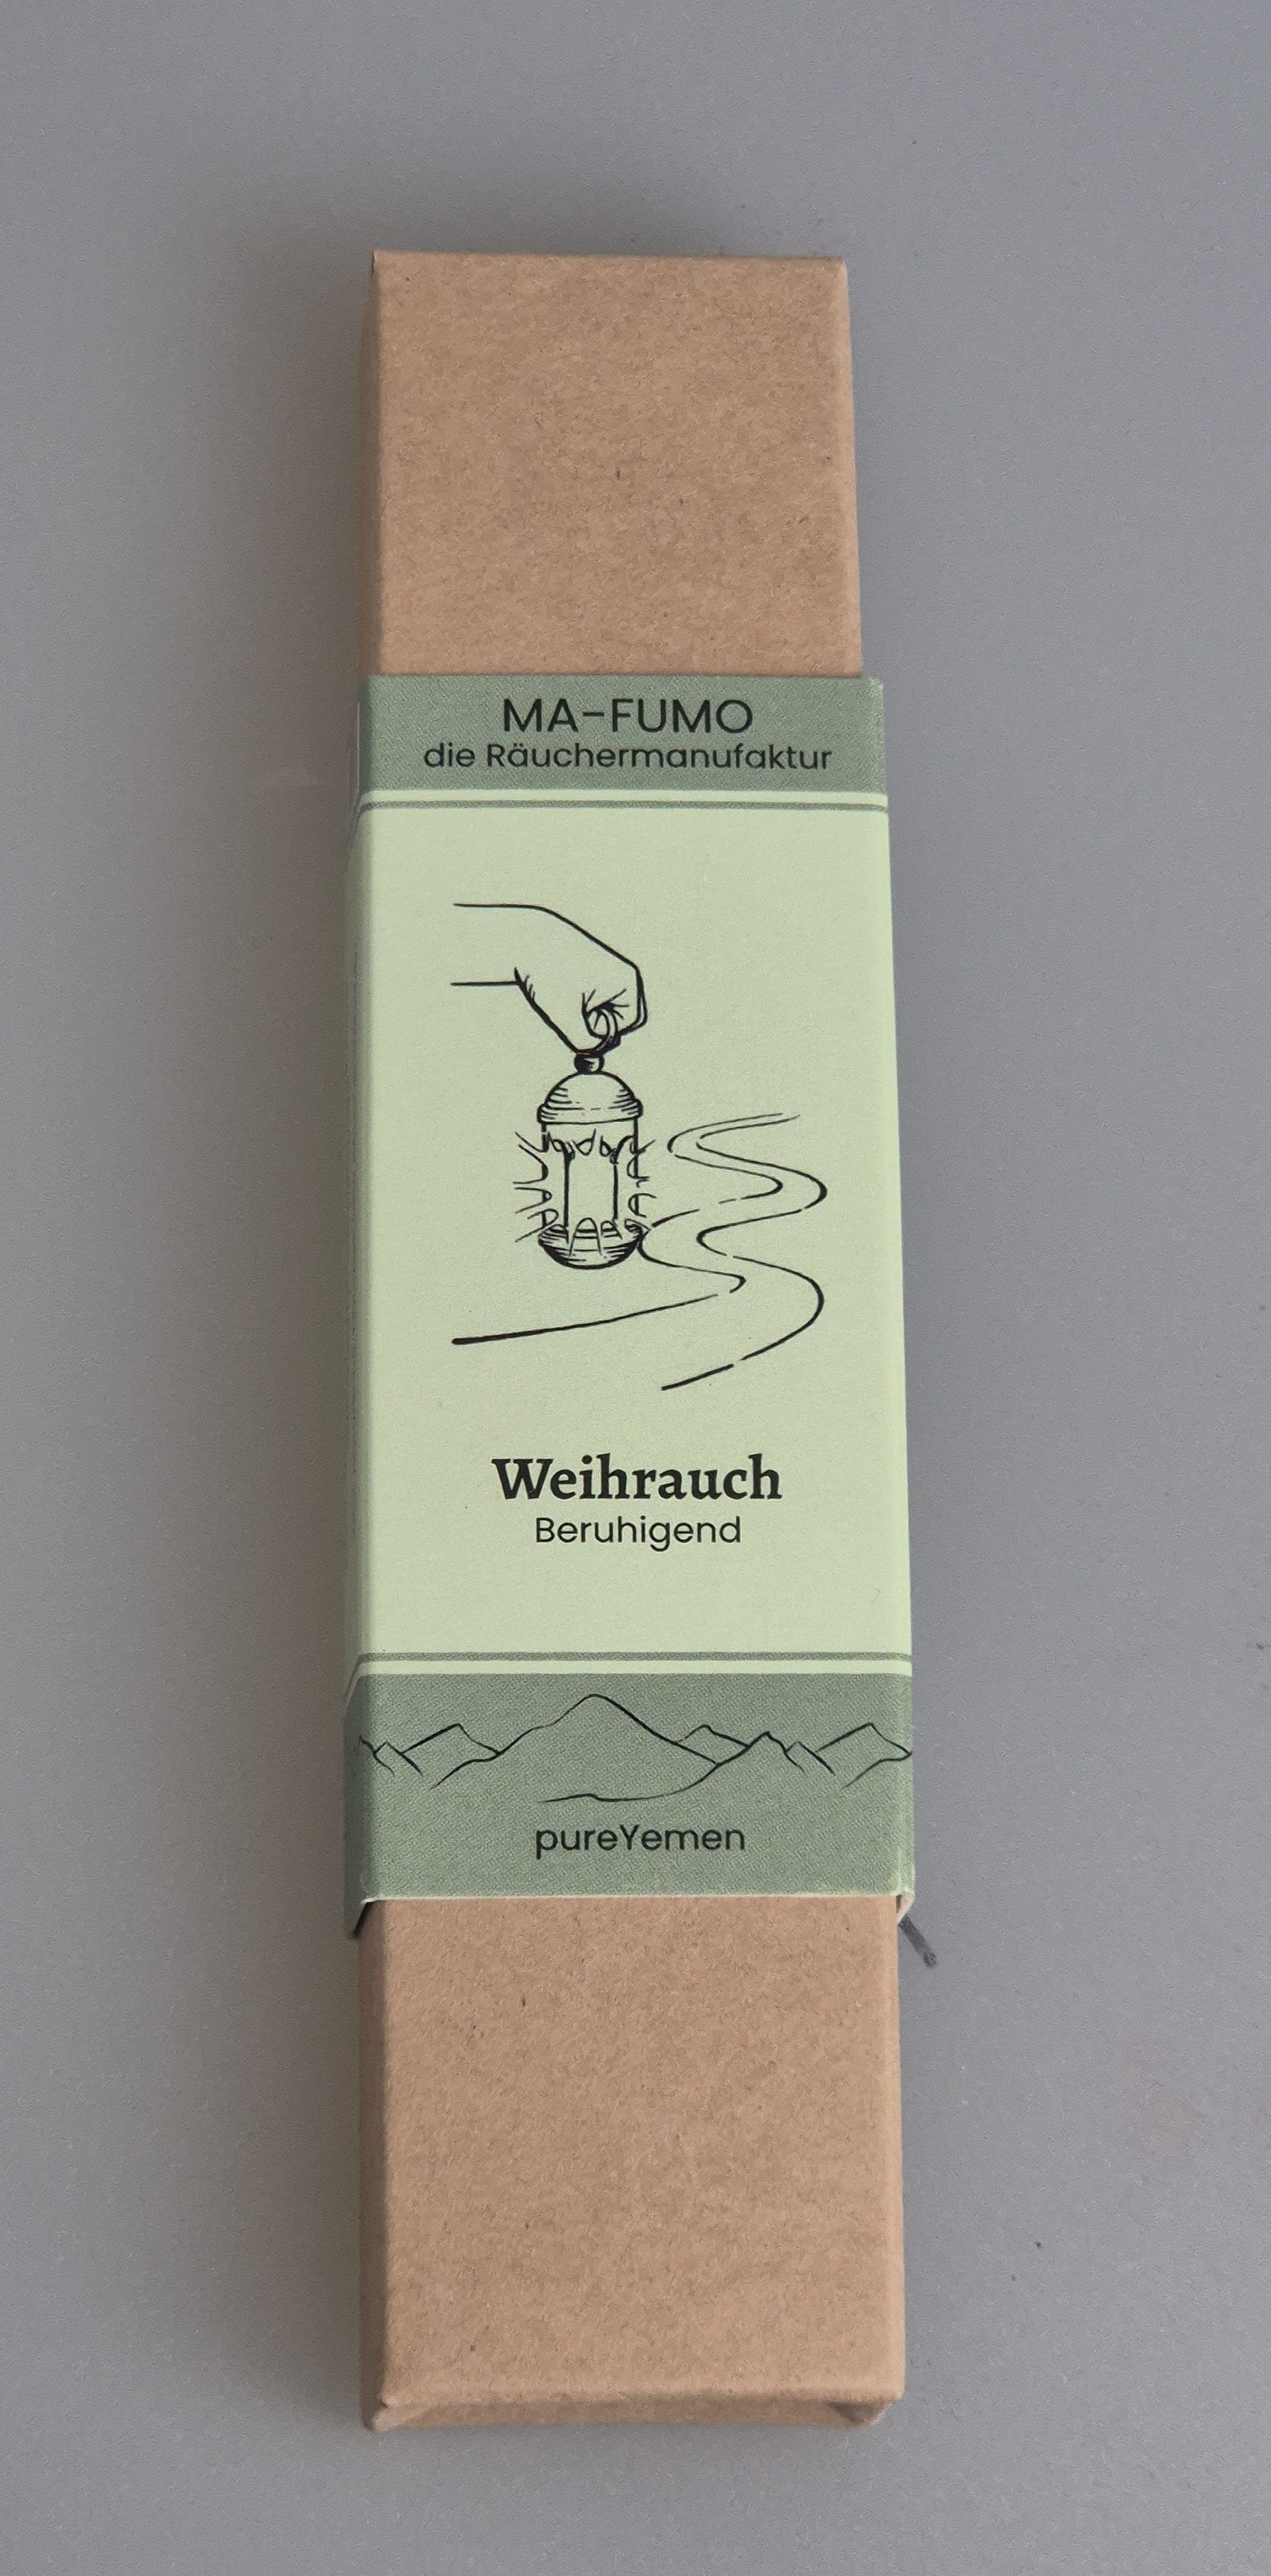 MA-FUMO
die Räuchermanufaktur
Weihrauch
Beruhigend
pureYemen